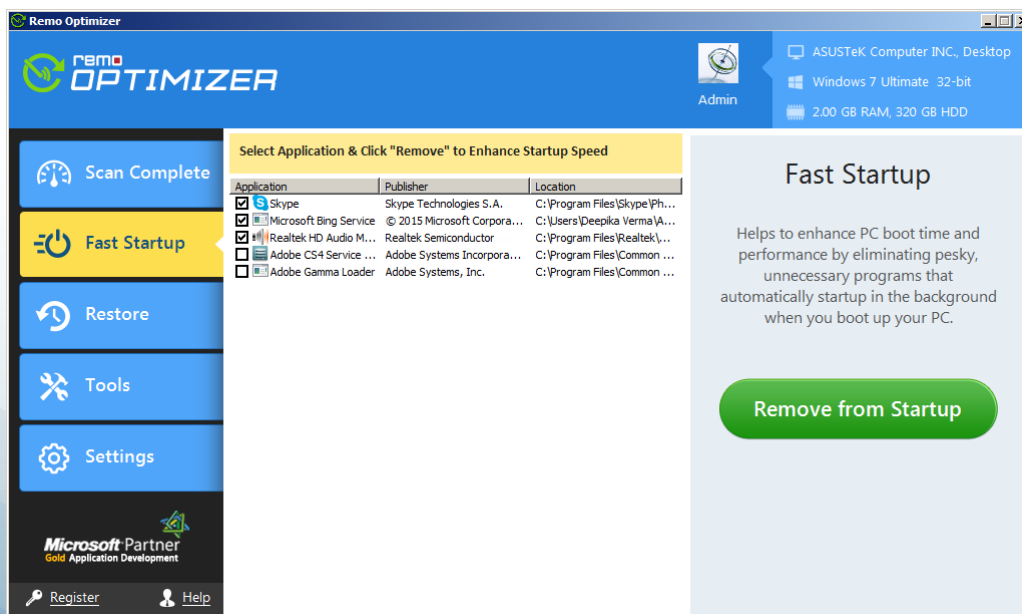 Remo Optimizer
remo
OPTIMIZER
Admin
ASUSTeK Computer INC., Desktop
Windows 7 Ultimate 32-bit
2.00 GB RAM, 320 GB HDD
Scan Complete
Fast Startup
Restore
Tools
Settings
Microsoft Partner
Gold Application Development
Register
Help
Select Application & Click "Remove" to Enhance Startup Speed
Application Publisher Location
Skype Skype Technologies S.A. C:\Program Files\Skype\Ph...
Microsoft Bing Service © 2015 Microsoft Corpora... C:\Users\Deepika Verma\A...
Realtek HD Audio M... Realtek Semiconductor C:\Program Files\Realtek\...
Adobe CS4 Service ... Adobe Systems Incorpora... C:\Program Files\Common ...
Adobe Gamma Loader Adobe Systems, Inc. C:\Program Files\Common ...
Fast Startup
Helps to enhance PC boot time and
performance by eliminating pesky,
unnecessary programs that
automatically startup in the background
when you boot up your PC.
Remove from Startup